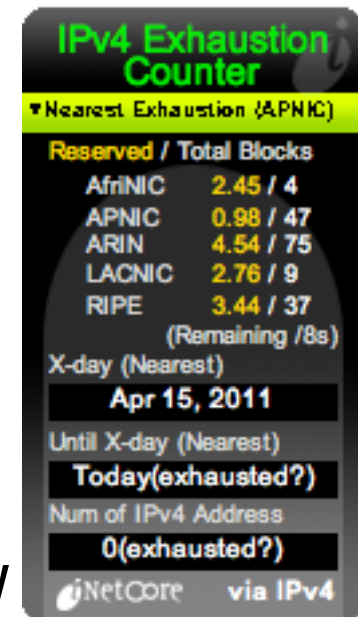 IPv4 Exhaustion
Counter
▼Nearest Exhaustion (APNIC)
Reserved / Total Blocks
AfriNIC 2.45 / 4
APNIC 0.98 / 47
ARIN 4.54 / 75
LACNIC 2.76 / 9
RIPE 3.44 / 37
(Remaining /8s)
X-day (Nearest)
Apr 15, 2011
Until X-day (Nearest)
Today(exhausted?)
Num of IPv4 Address
0(exhausted?)
/ iNetCore via IPv4